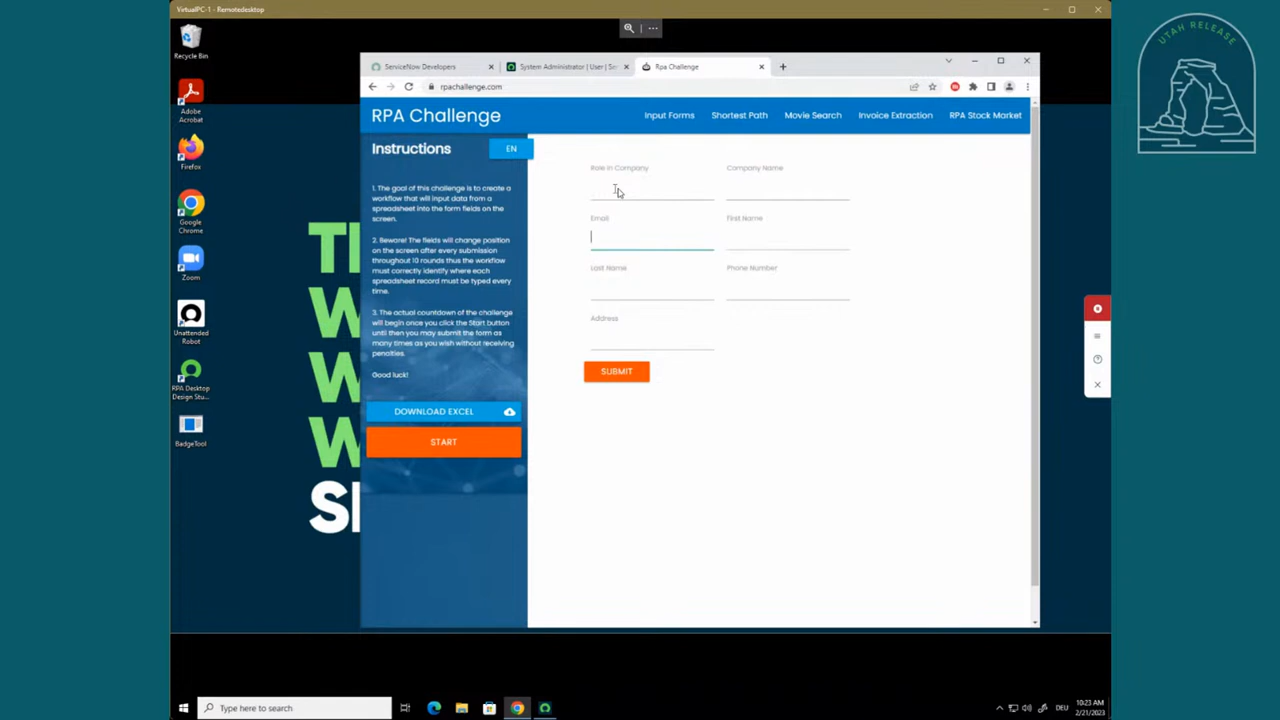 VirtualPC-1 - Remotedesktop
UTAH RELEASE
Recycle Bin
Adobe
Acrobat
Firefox
Google
Chrome
Zoom
Unattended
Robot
RPA Desktop
Design Stu...
BadgeTool
T
W
W
W
S
ServiceNow Developers
System Administrator | User | Ser
Rpa Challenge
rpachallenge.com
RPA Challenge
Input Forms
Shortest Path
Movie Search
Invoice Extraction
RPA Stock Market
Instructions
EN
1. The goal of this challenge is to create a
workflow that will input data from a
spreadsheet into the form fields on the
screen.
2. Beware! The fields will change position
on the screen after every submission
throughout 10 rounds thus the workflow
must correctly identify where each
spreadsheet record must be typed every
time.
3. The actual countdown of the challenge
will begin once you click the Start button
until then you may submit the form as
many times as you wish without receiving
penalties.
Good luck!
DOWNLOAD EXCEL
START
Role in Company
Company Name
Email
First Name
Last Name
Phone Number
Address
SUBMIT
Type here to search
DEU
10:23 AM
2/21/2023